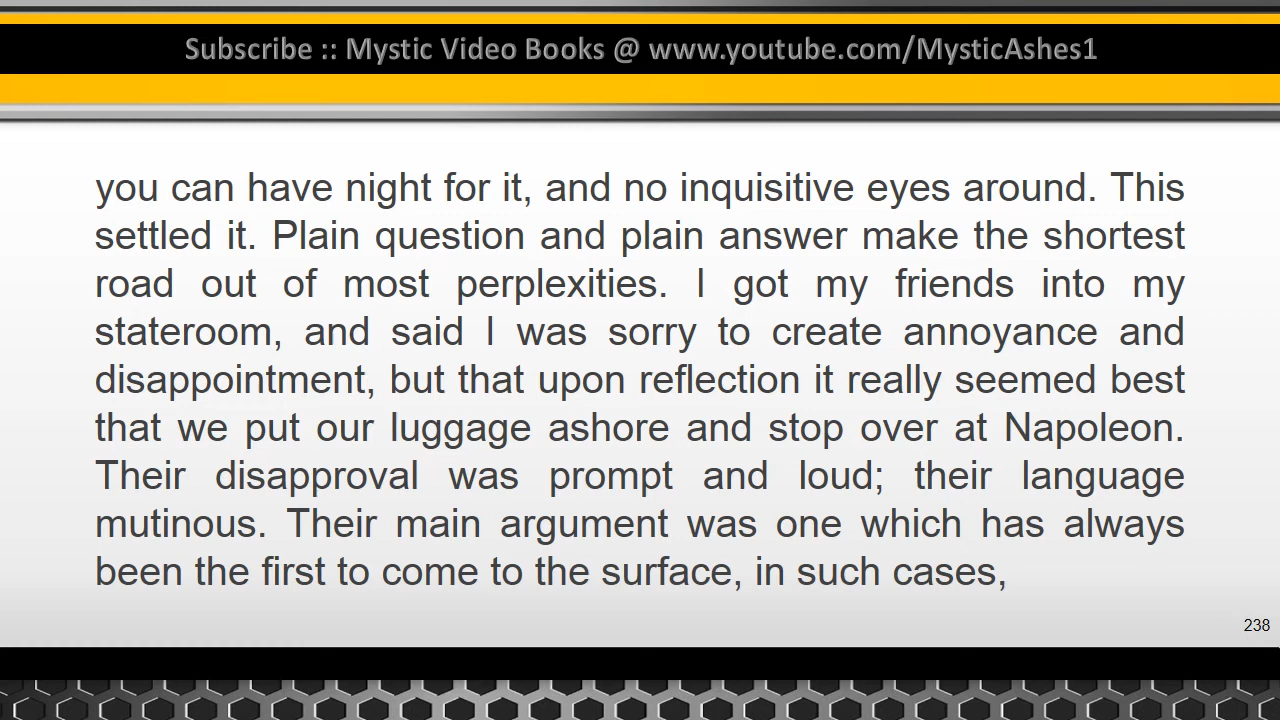 Subscribe :: Mystic Video Books @ www.youtube.com/MysticAshes1
you can have night for it, and no inquisitive eyes around. This
settled it. Plain question and plain answer make the shortest
road out of most perplexities. I got my friends into my
stateroom, and said I was sorry to create annoyance and
disappointment, but that upon reflection it really seemed best
that we put our luggage ashore and stop over at Napoleon.
Their disapproval was prompt and loud; their language
mutinous. Their main argument was one which has always
been the first to come to the surface, in such cases,
238